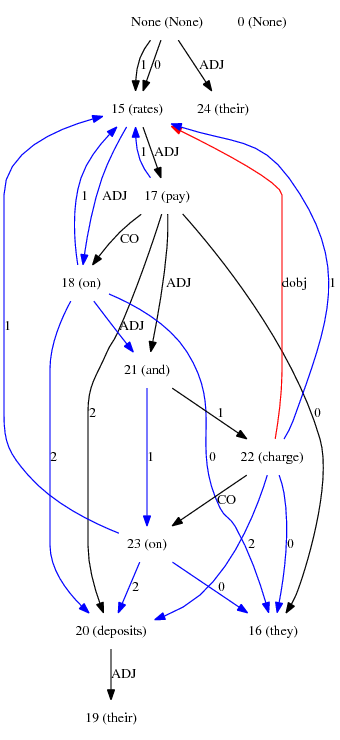 None (None) 0 (None)
1 0 ADJ
15 (rates) 24 (their)
1 ADJ
17 (pay)
1 ADJ
CO
18 (on) ADJ dobj 1
1 ADJ
21 (and)
2 1 0
1 0 22 (charge)
2 CO
23 (on) 2 0
2 0
20 (deposits) 16 (they)
ADJ
19 (their)